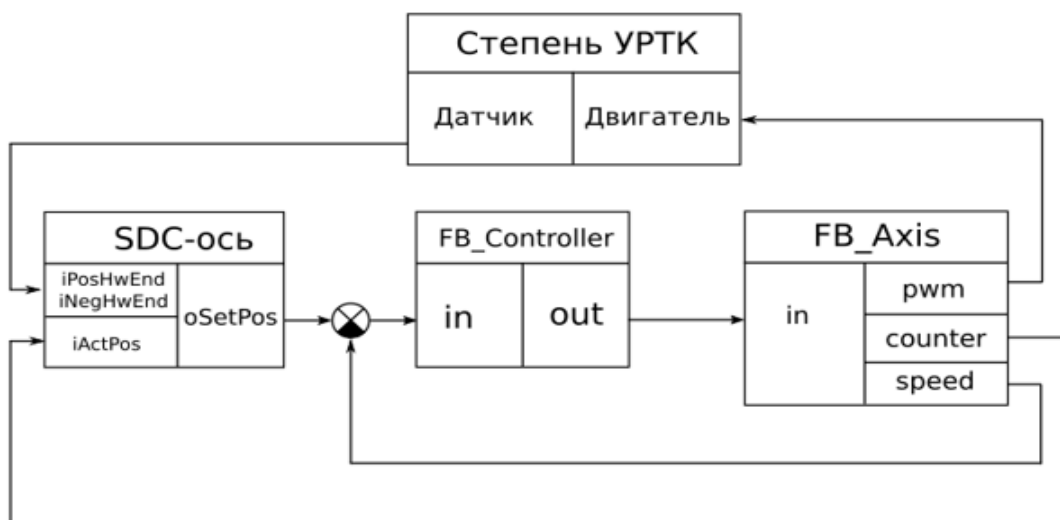 Степень УРТК
Датчик
Двигатель
SDC-ось
iPosHwEnd
iNegHwEnd
iActPos
oSetPos
FB_Controller
in
out
FB_Axis
in
pwm
counter
speed